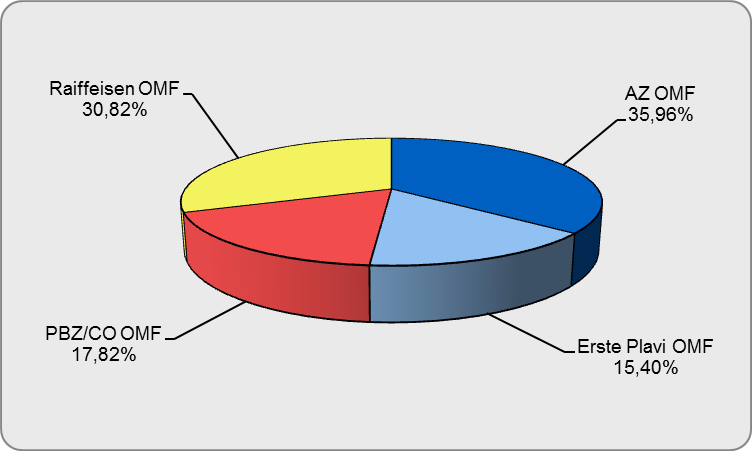 Raiffeisen OMF
30,82%
AZ OMF
35,96%
PBZ/CO OMF
17,82%
Erste Plavi OMF
15,40%